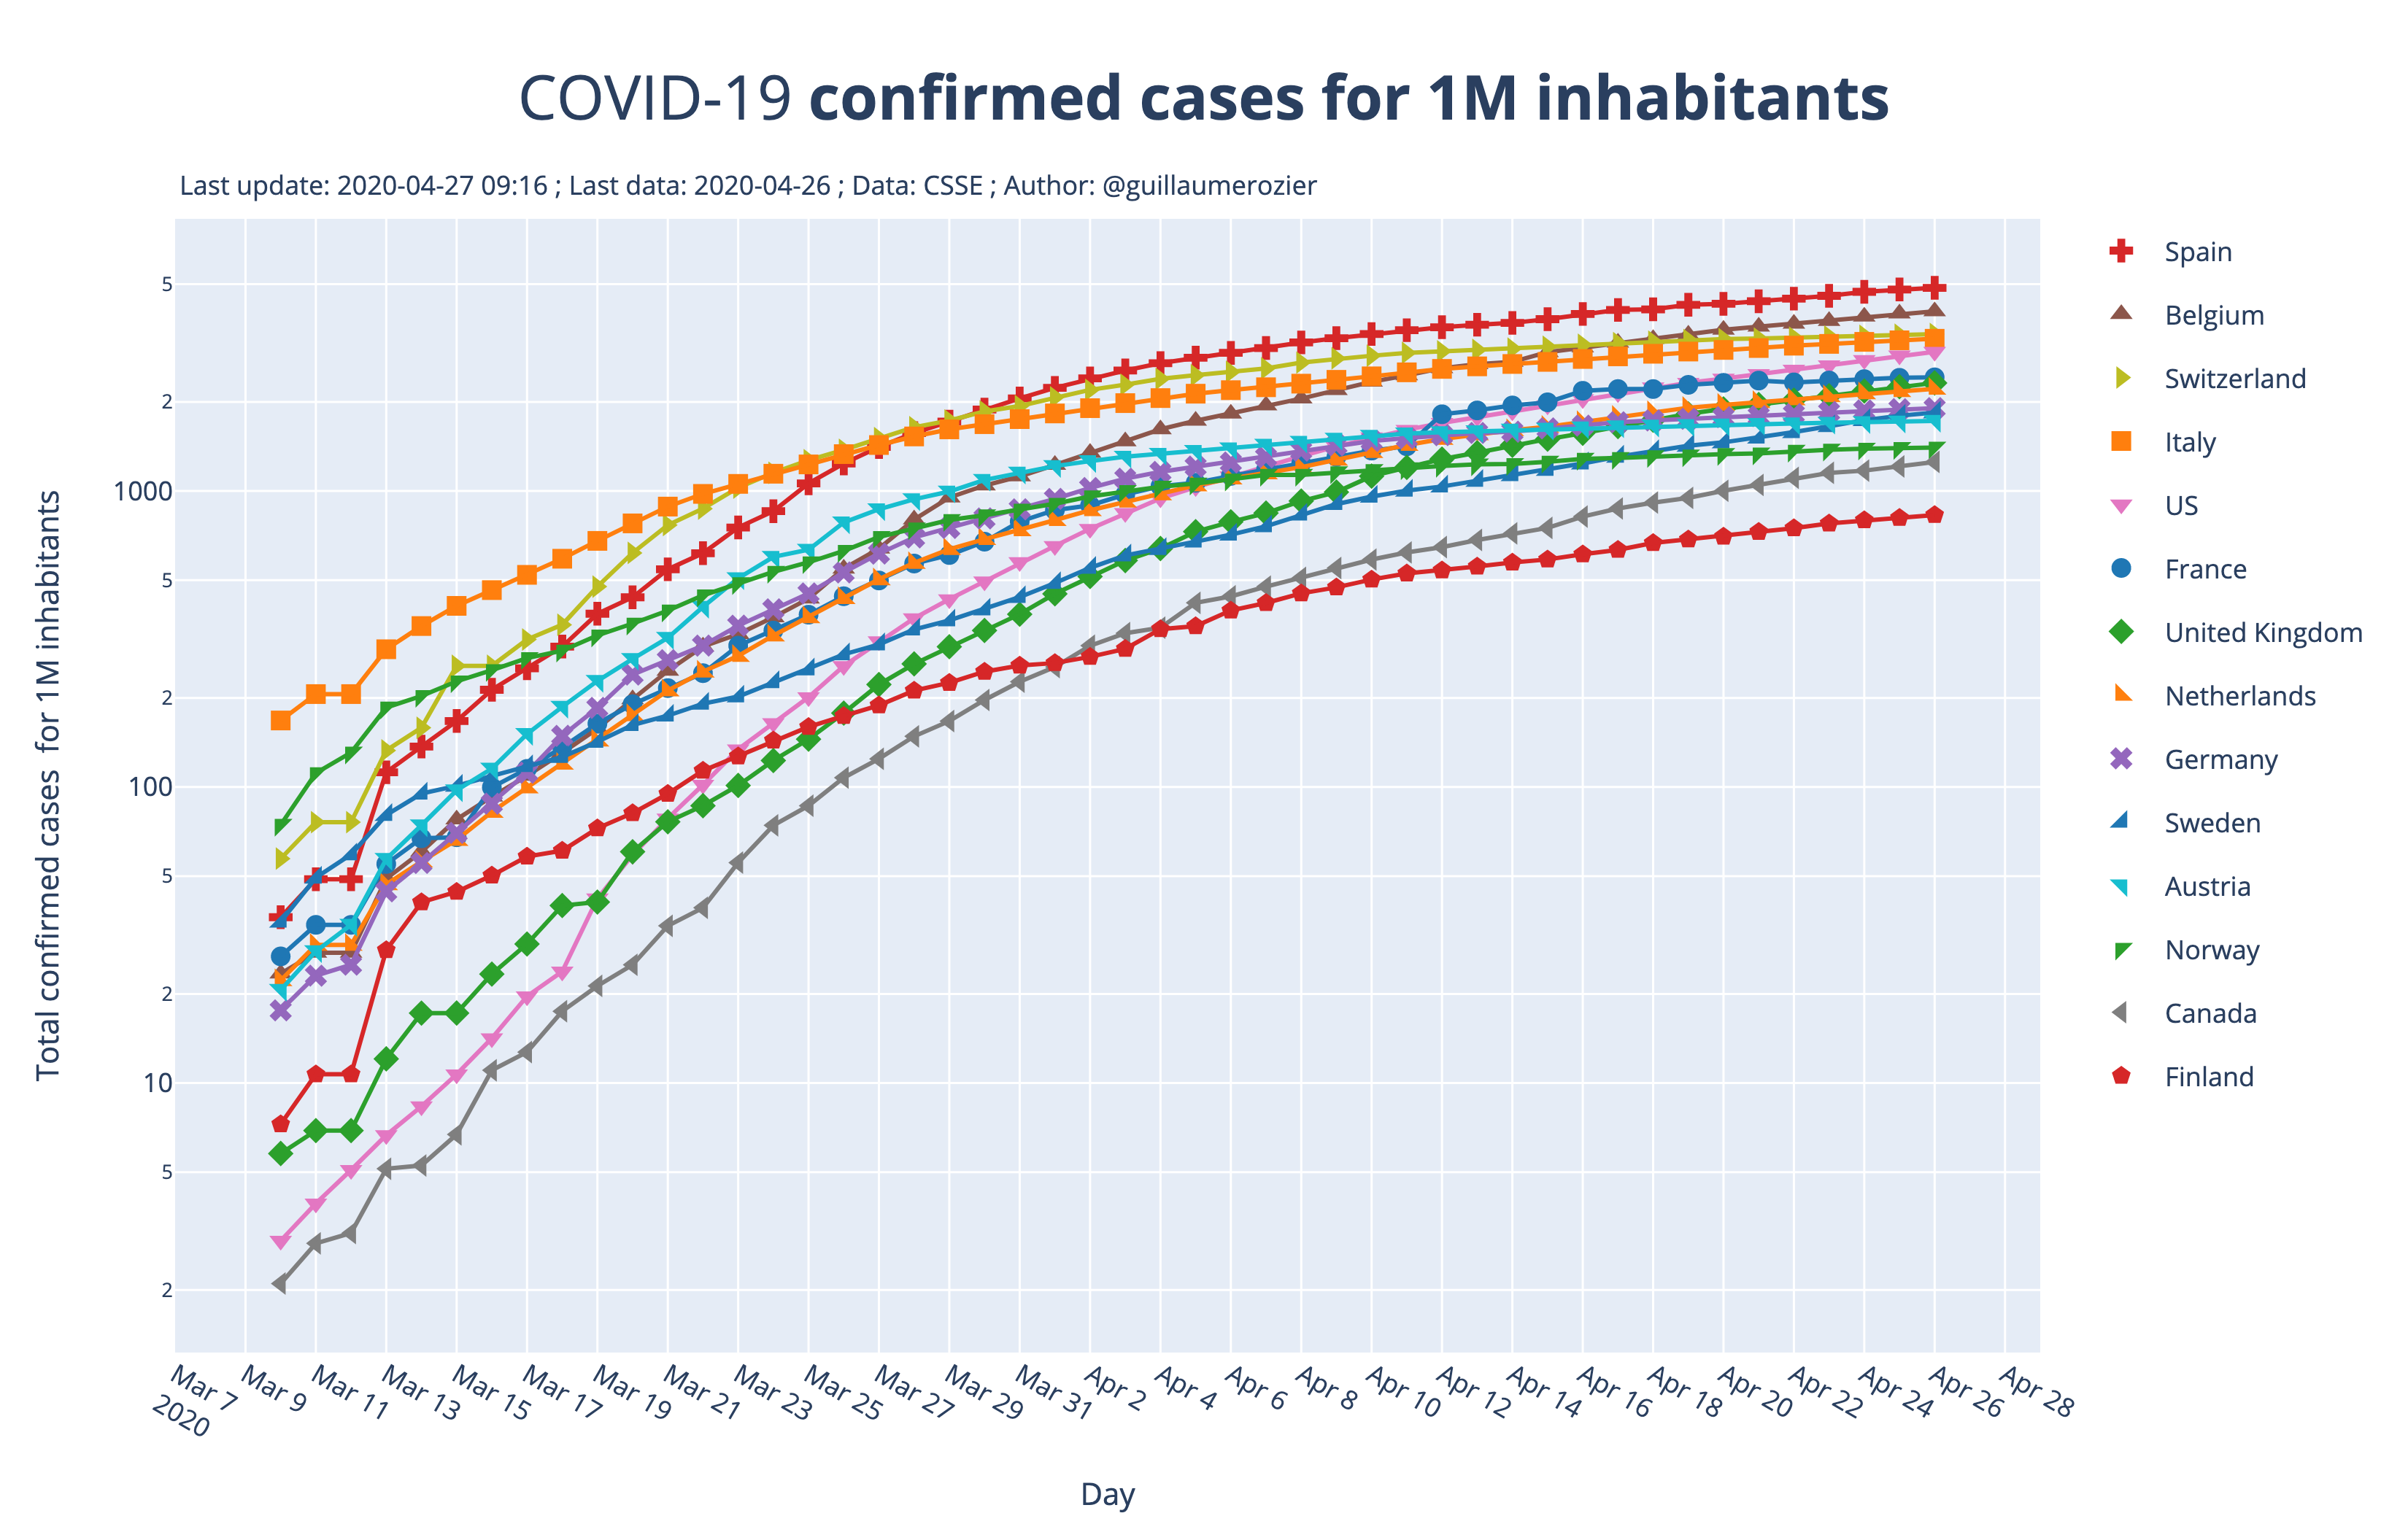 COVID-19 confirmed cases for 1M inhabitants
Last update: 2020-04-27 09:16 ; Last data: 2020-04-26 ; Data: CSSE ; Author: @guillaumerozier
Total confirmed cases for 1M inhabitants
5
2
1000
5
2
100
5
2
10
5
2
Mar 7
2020
Mar 9
Mar 11
Mar 13
Mar 15
Mar 17
Mar 19
Mar 21
Mar 23
Mar 25
Mar 27
Mar 29
Mar 31
Apr 2
Apr 4
Apr 6
Apr 8
Apr 10
Apr 12
Apr 14
Apr 16
Apr 18
Apr 20
Apr 22
Apr 24
Apr 26
Apr 28
Day
Spain
Belgium
Switzerland
Italy
US
France
United Kingdom
Netherlands
Germany
Sweden
Austria
Norway
Canada
Finland